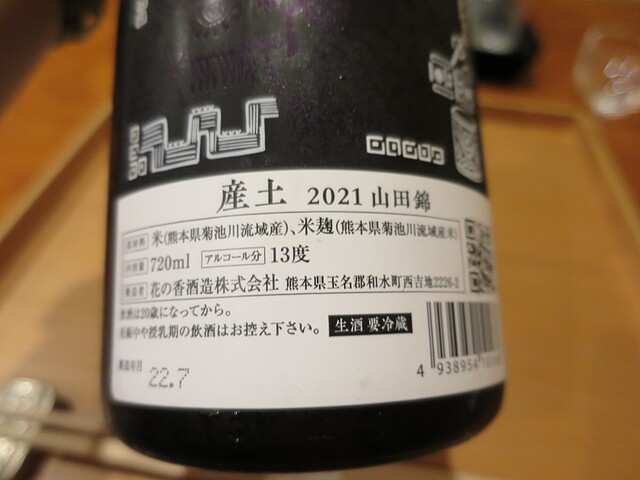 産土 2021 山田錦
原材料 米(熊本県菊池川流域産)、米麹(熊本県菊池川流域産米)
内容量 720ml アルコール分 13度
製造者 花の香酒造株式会社 熊本県玉名郡和水町西吉地2226-2
飲酒は20歳になってから。
妊娠中や授乳期の飲酒はお控え下さい。 生酒 要冷蔵
製造年月
22.7
4 938954